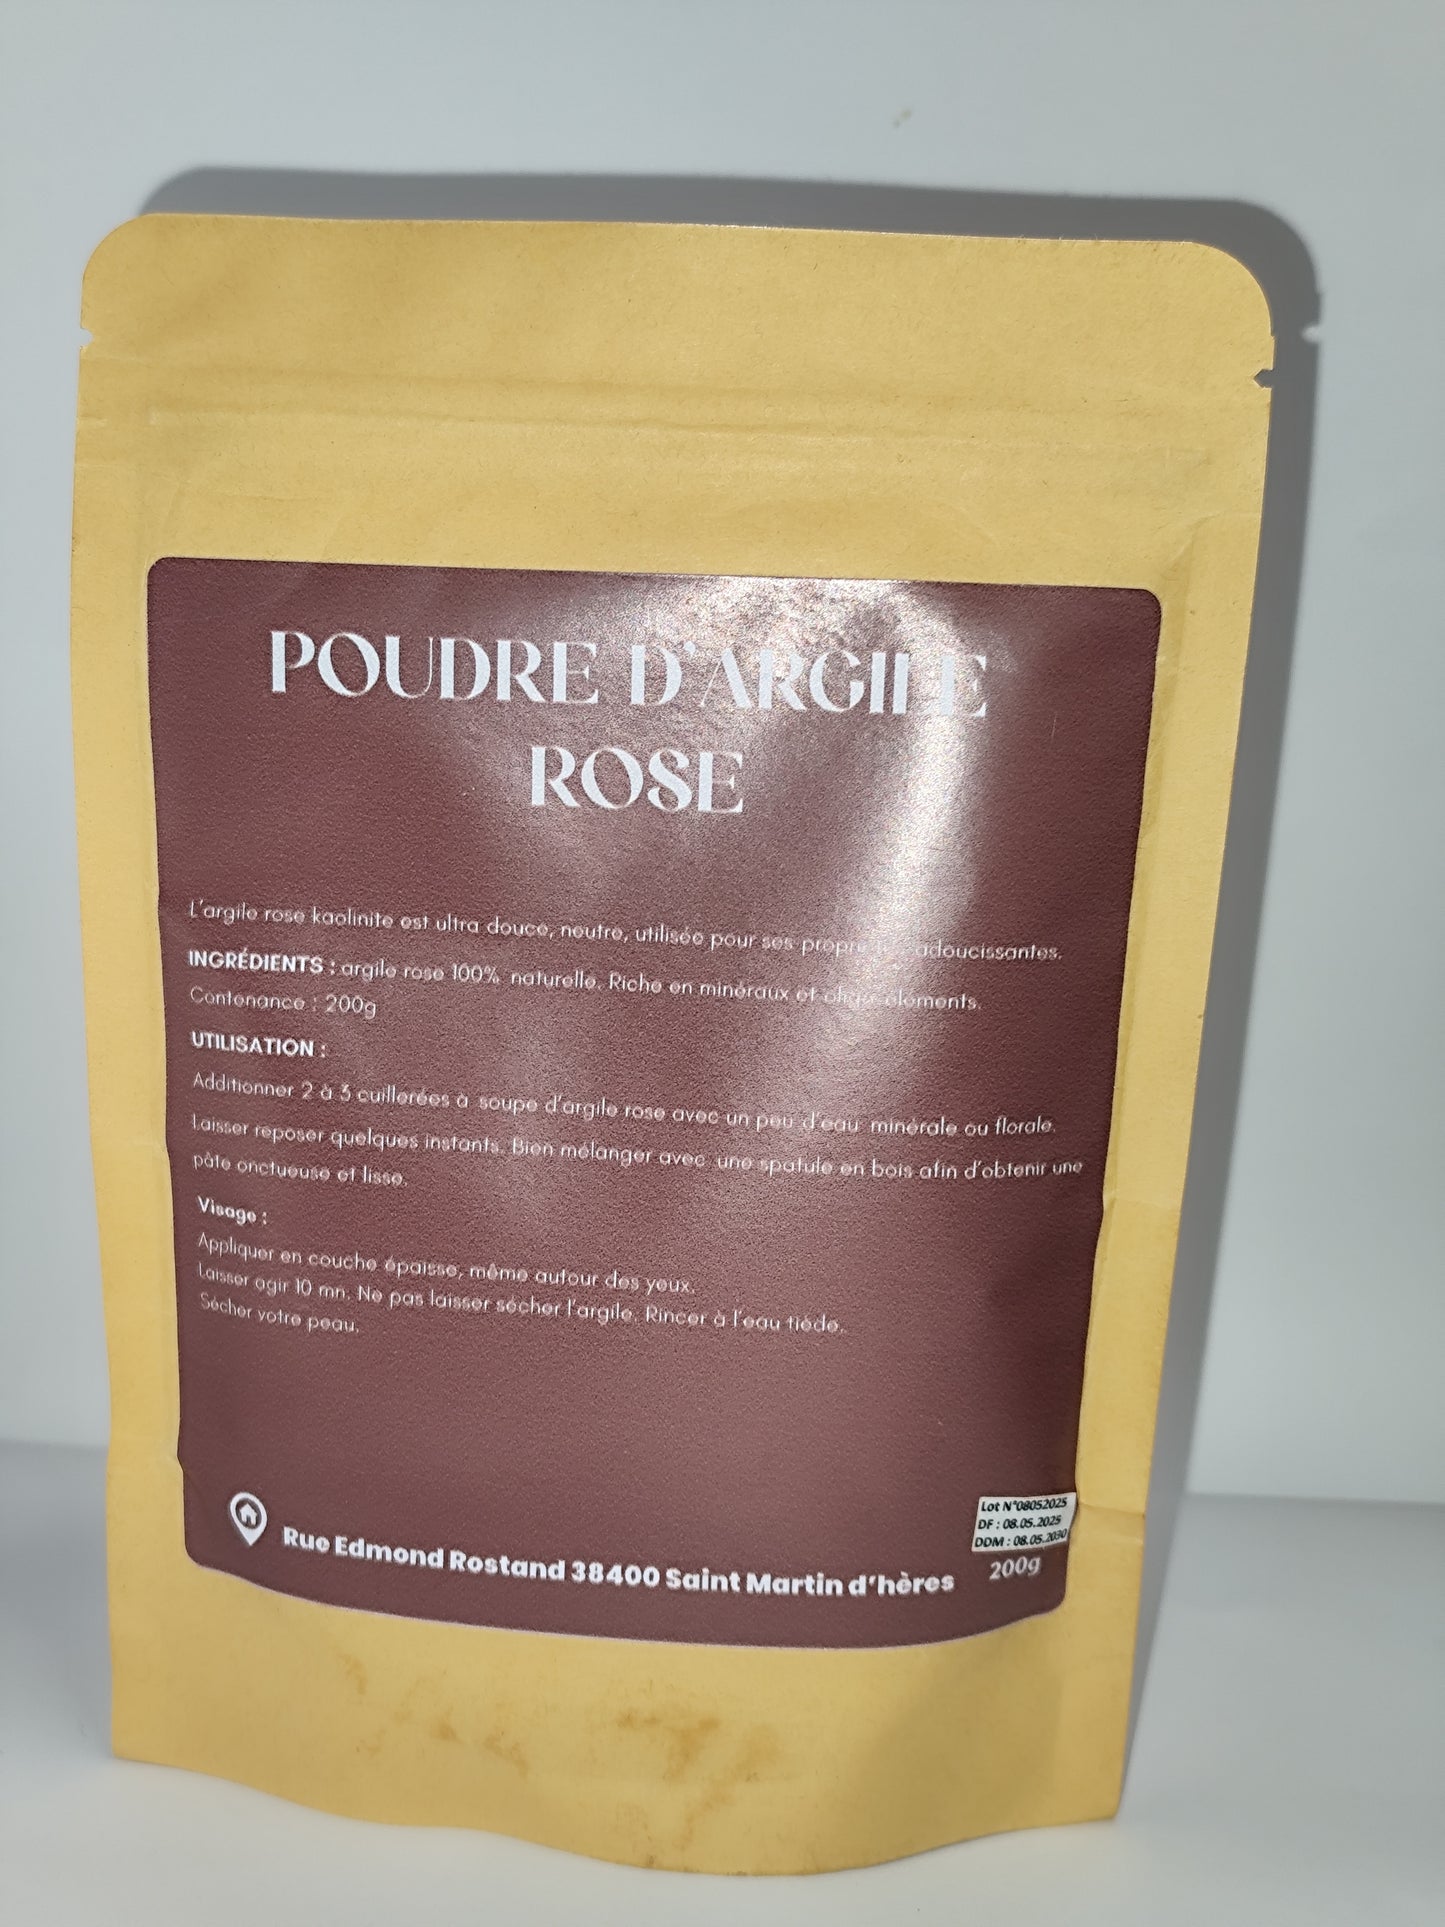 POUDRE D'ARGILE
ROSE
L'argile rose kaolinite est ultra douce, neutre, utilisée pour ses adoucissantes.
INGRÉDIENTS : argile rose 100% naturelle. Riche en minéraux et oligo-éléments.
Contenance : 200g
UTILISATION :
Additionner 2 à 3 cuillerées à soupe d'argile rose avec un peu d'eau minérale ou florale.
Laisser reposer quelques instants. Bien mélanger avec une spatule en bois afin d'obtenir une
pâte onctueuse et lisse.
Visage :
Appliquer en couche épaisse, même autour des yeux.
Laisser agir 10 mn. Ne pas laisser sécher l'argile. Rincer à l'eau tiède.
Sécher votre peau.
Lot N°08052025
DF : 08.05.2025
DDM : 08.05.2030
200g
Rue Edmond Rostand 38400 Saint Martin d'hères